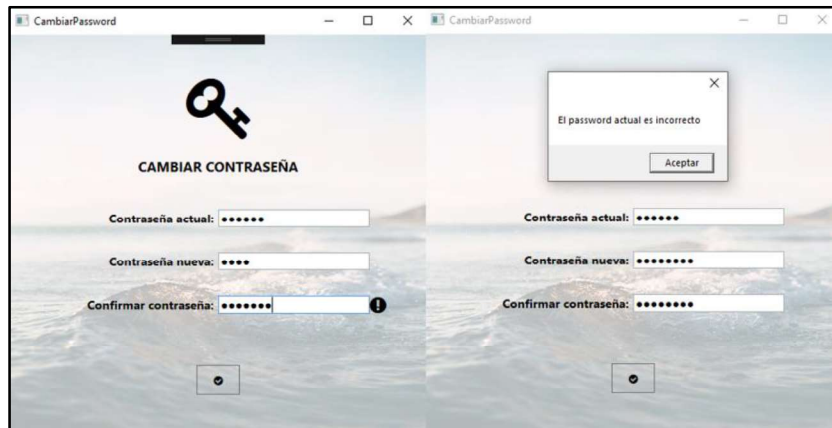 CambiarPassword
CAMBIAR CONTRASEÑA
Contraseña actual: ••••••
Contraseña nueva: ••••
Confirmar contraseña: •••••••
CambiarPassword
El password actual es incorrecto
Aceptar
Contraseña actual: ••••••
Contraseña nueva: ••••••••
Confirmar contraseña: ••••••••